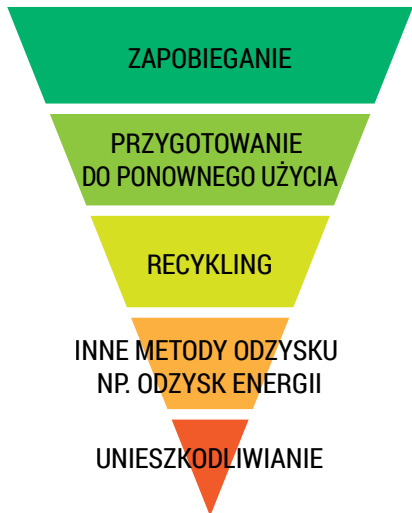 ZAPOBIEGANIE
PRZYGOTOWANIE
DO PONOWNEGO UŻYCIA
RECYKLING
INNE METODY ODZYSKU
NP. ODZYSK ENERGII
UNIESZKODLIWIANIE